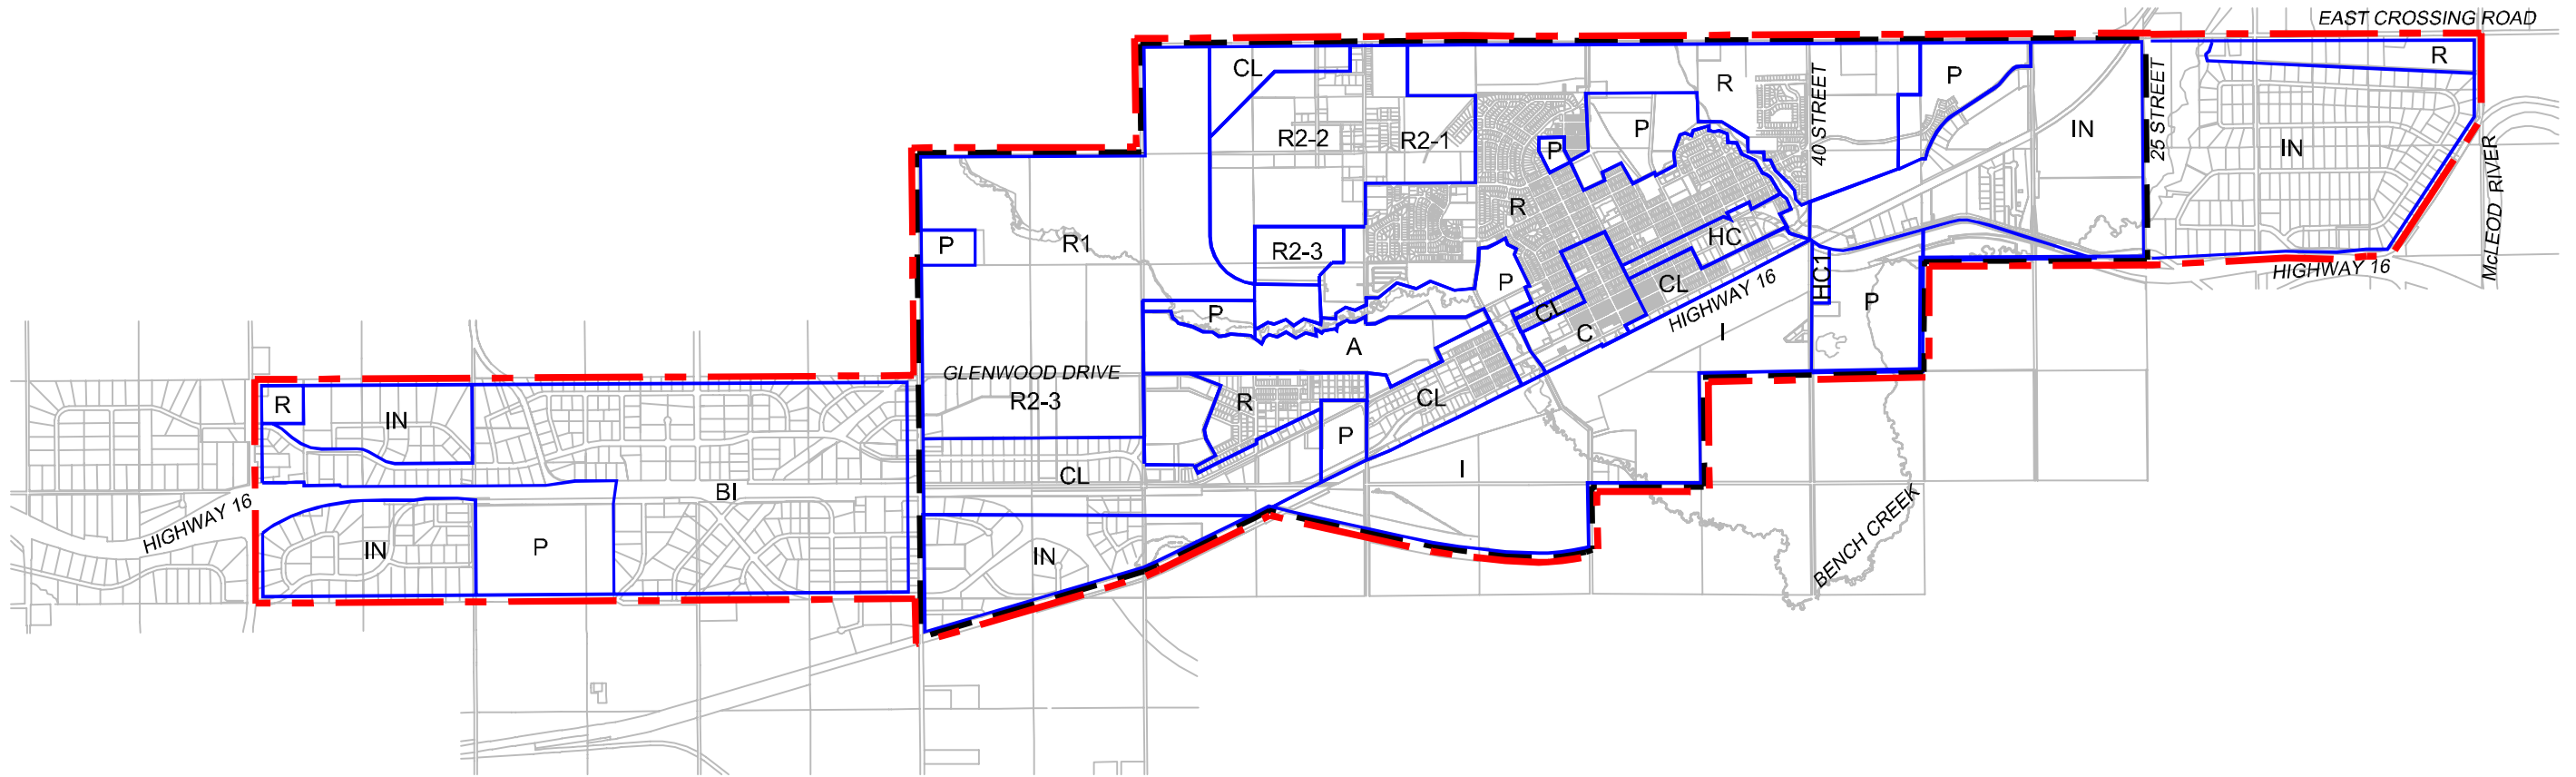 EAST CROSSING ROAD
CL
R
40 STREET
P
25 STREET
R
IN
IN
R2-2
R2-1
P
P
McLEOD RIVER
R
P
R1
R2-3
HC
HC1
HIGHWAY 16
P
CL
P
P
CL
HIGHWAY 16
C
I
A
GLENWOOD DRIVE
R2-3
R
CL
R
IN
P
I
CL
BI
HIGHWAY 16
IN
P
IN
BENCH CREEK